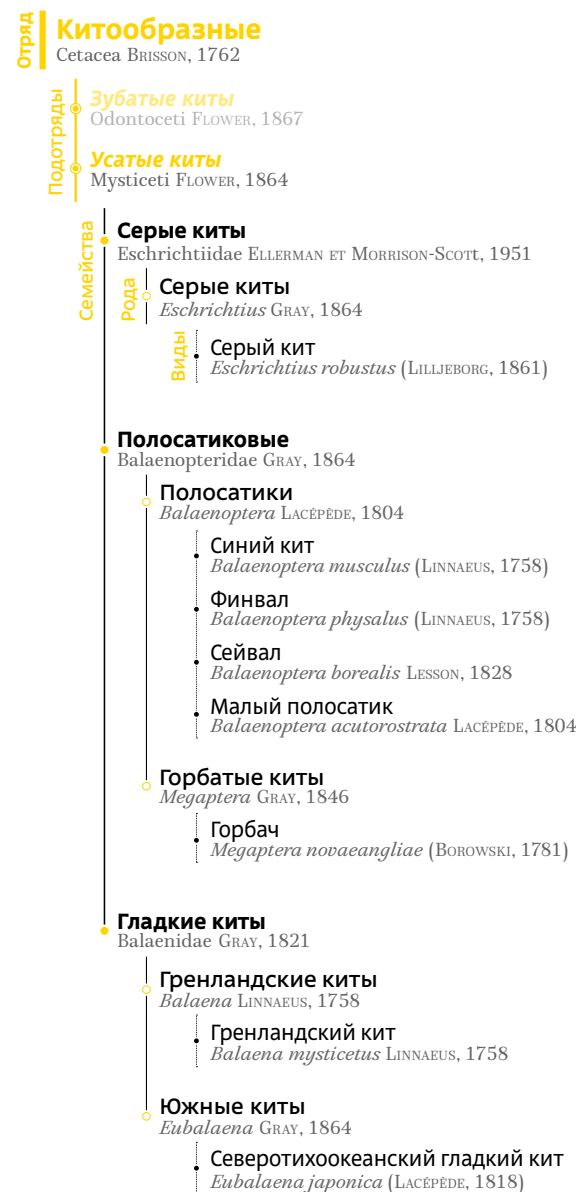 Отряд
Китообразные
Cetacea Brisson, 1762
Подотряды
Зубатые киты
Odontoceti Flower, 1867
Усатые киты
Mysticeti Flower, 1864
Семейства
Серые киты
Eschrichtiidae Ellerman et Morrison-Scott, 1951
Рода
Серые киты
Eschrichtius Gray, 1864
Виды
Серый кит
Eschrichtius robustus (Lilljeborg, 1861)
Полосатиковые
Balaenopteridae Gray, 1864
Полосатики
Balaenoptera Lacépède, 1804
Синий кит
Balaenoptera musculus (Linnaeus, 1758)
Финвал
Balaenoptera physalus (Linnaeus, 1758)
Сейвал
Balaenoptera borealis Lesson, 1828
Малый полосатик
Balaenoptera acutorostrata Lacépède, 1804
Горбатые киты
Megaptera Gray, 1846
Горбач
Megaptera novaeangliae (Borowski, 1781)
Гладкие киты
Balaenidae Gray, 1821
Гренландские киты
Balaena Linnaeus, 1758
Гренландский кит
Balaena mysticetus Linnaeus, 1758
Южные киты
Eubalaena Gray, 1864
Северотихоокеанский гладкий кит
Eubalaena japonica (Lacépède, 1818)